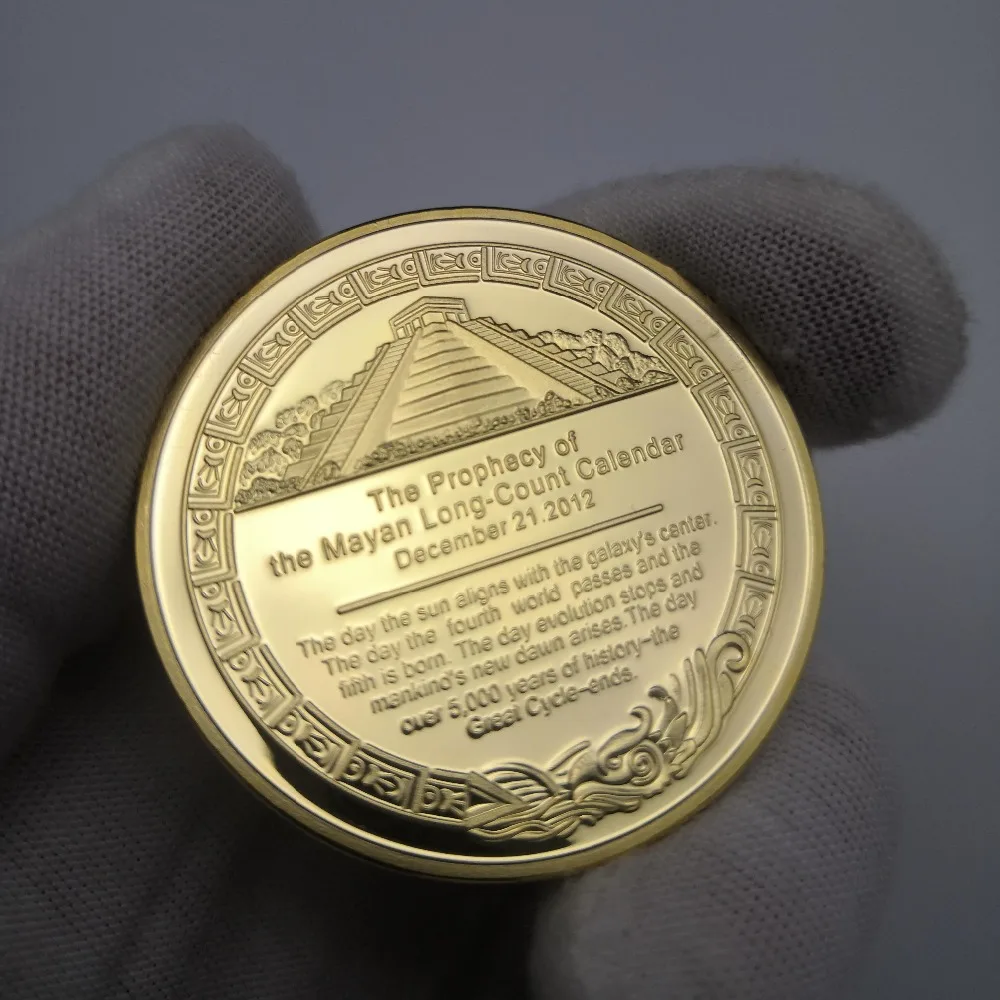 The Prophecy of
the Mayan Long-Count Calendar
December 21.2012
The day the sun aligns with the galaxy's center.
The day the fourth world passes and the
fifth is born. The day evolution stops and
mankind's new dawn arises. The day
ouer 5,000 years of history-the
Great Cycle-ends.